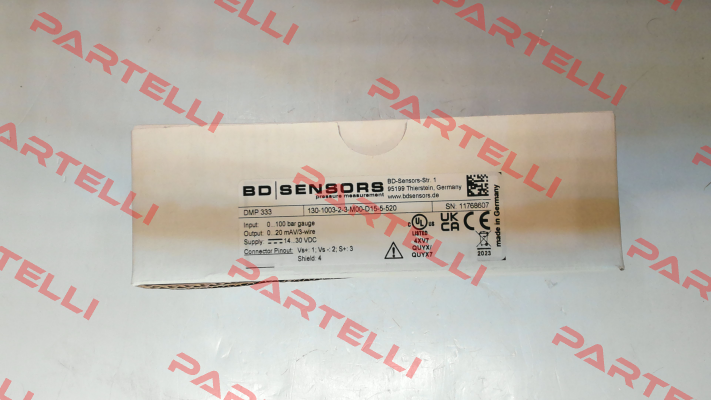 BD SENSORS
pressure measurement
BD-Sensors-Str. 1
95199 Thierstein, Germany
www.bdsensors.de
DMP 333
130-1003-2-3-M00-D15-5-520
SN: 11768607
Input: 0...100 bar gauge
Output: 0...20 mA/3-wire
Supply: 14...30 VDC
Connector Pinout: Vs+: 1; Vs-: 2; S+: 3
Shield: 4
C UL US
LISTED
4XV7
QUYX/
QUYX7
UK
CA
CE
2023
made in Germany
PARTELLI
PARTELLI
PARTELLI
PARTELLI
PARTELLI
PARTELLI
PARTELLI
PARTELLI